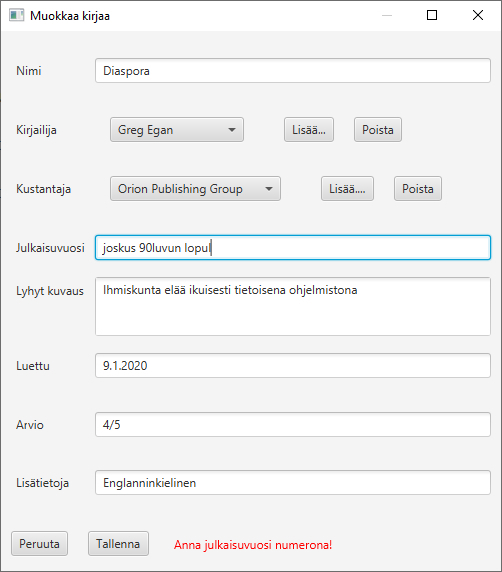 Muokkaa kirjaa
Nimi Diaspora
Kirjailija Greg Egan Lisää... Poista
Kustantaja Orion Publishing Group Lisää.... Poista
Julkaisuvuosi joskus 90luvun lopul
Lyhyt kuvaus Ihmiskunta elää ikuisesti tietoisena ohjelmistona
Luettu 9.1.2020
Arvio 4/5
Lisätietoja Englanninkielinen
Peruuta Tallenna Anna julkaisuvuosi numerona!